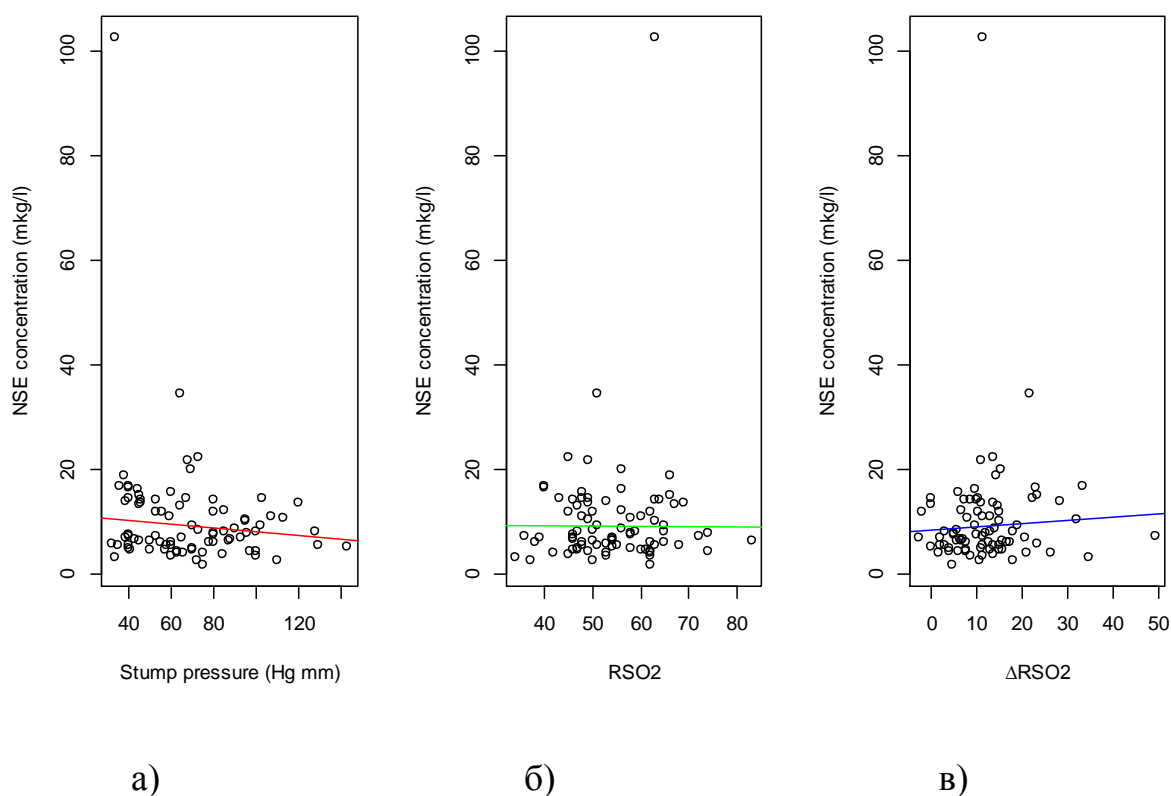 NSE concentration (mkg/l)
0 20 40 60 80 100
40 60 80 120
Stump pressure (Hg mm)
а)
NSE concentration (mkg/l)
0 20 40 60 80 100
40 50 60 70 80
RSO2
б)
NSE concentration (mkg/l)
0 20 40 60 80 100
0 10 20 30 40 50
ΔRSO2
в)